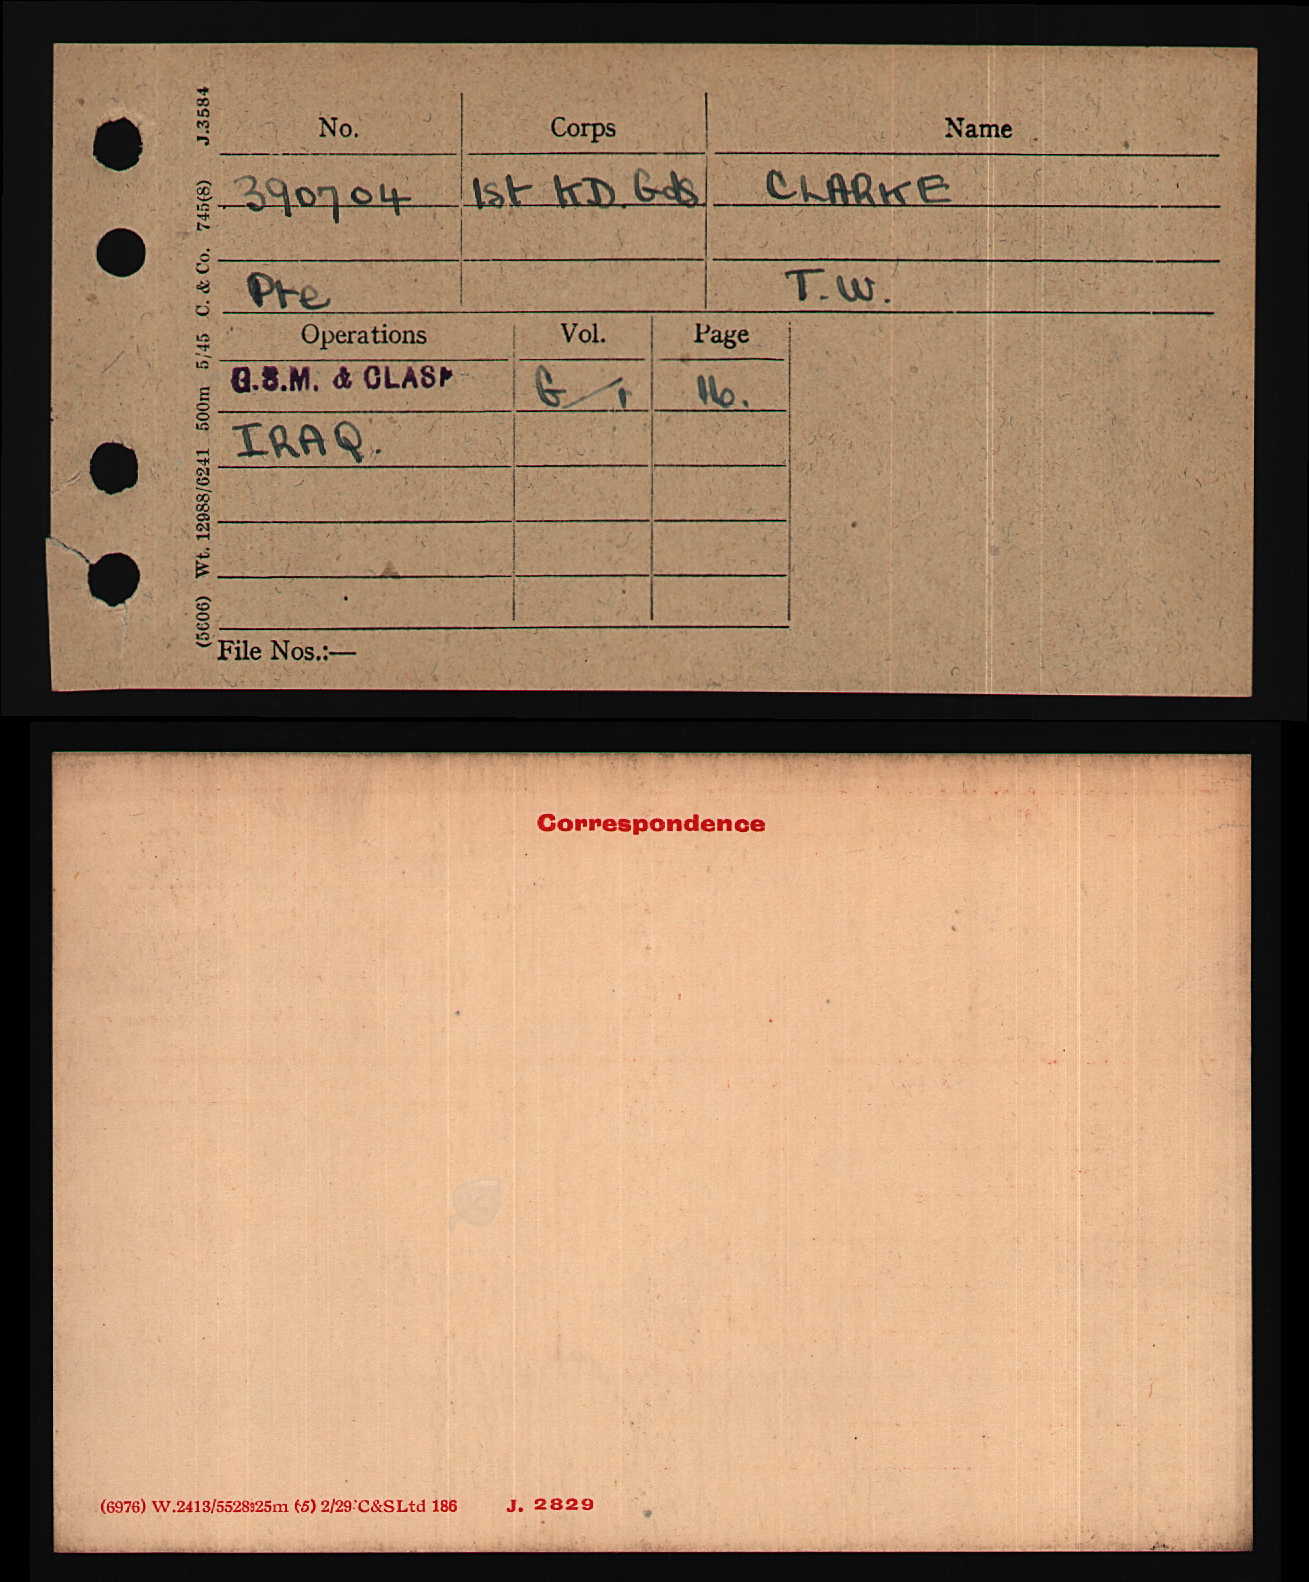 No. Corps Name
390704 1st KD. Gds CLARKE
Pte T.W.
Operations Vol. Page
G.S.M. & CLASP G/1 16.
IRAQ.
File Nos.:—
(5606) Wt. 12988/6241 500m 5/45 C. & Co. 745(8) J.3584
Correspondence
(6976) W.2413/5528 25m (5) 2/29 C&S Ltd 186 J. 2829